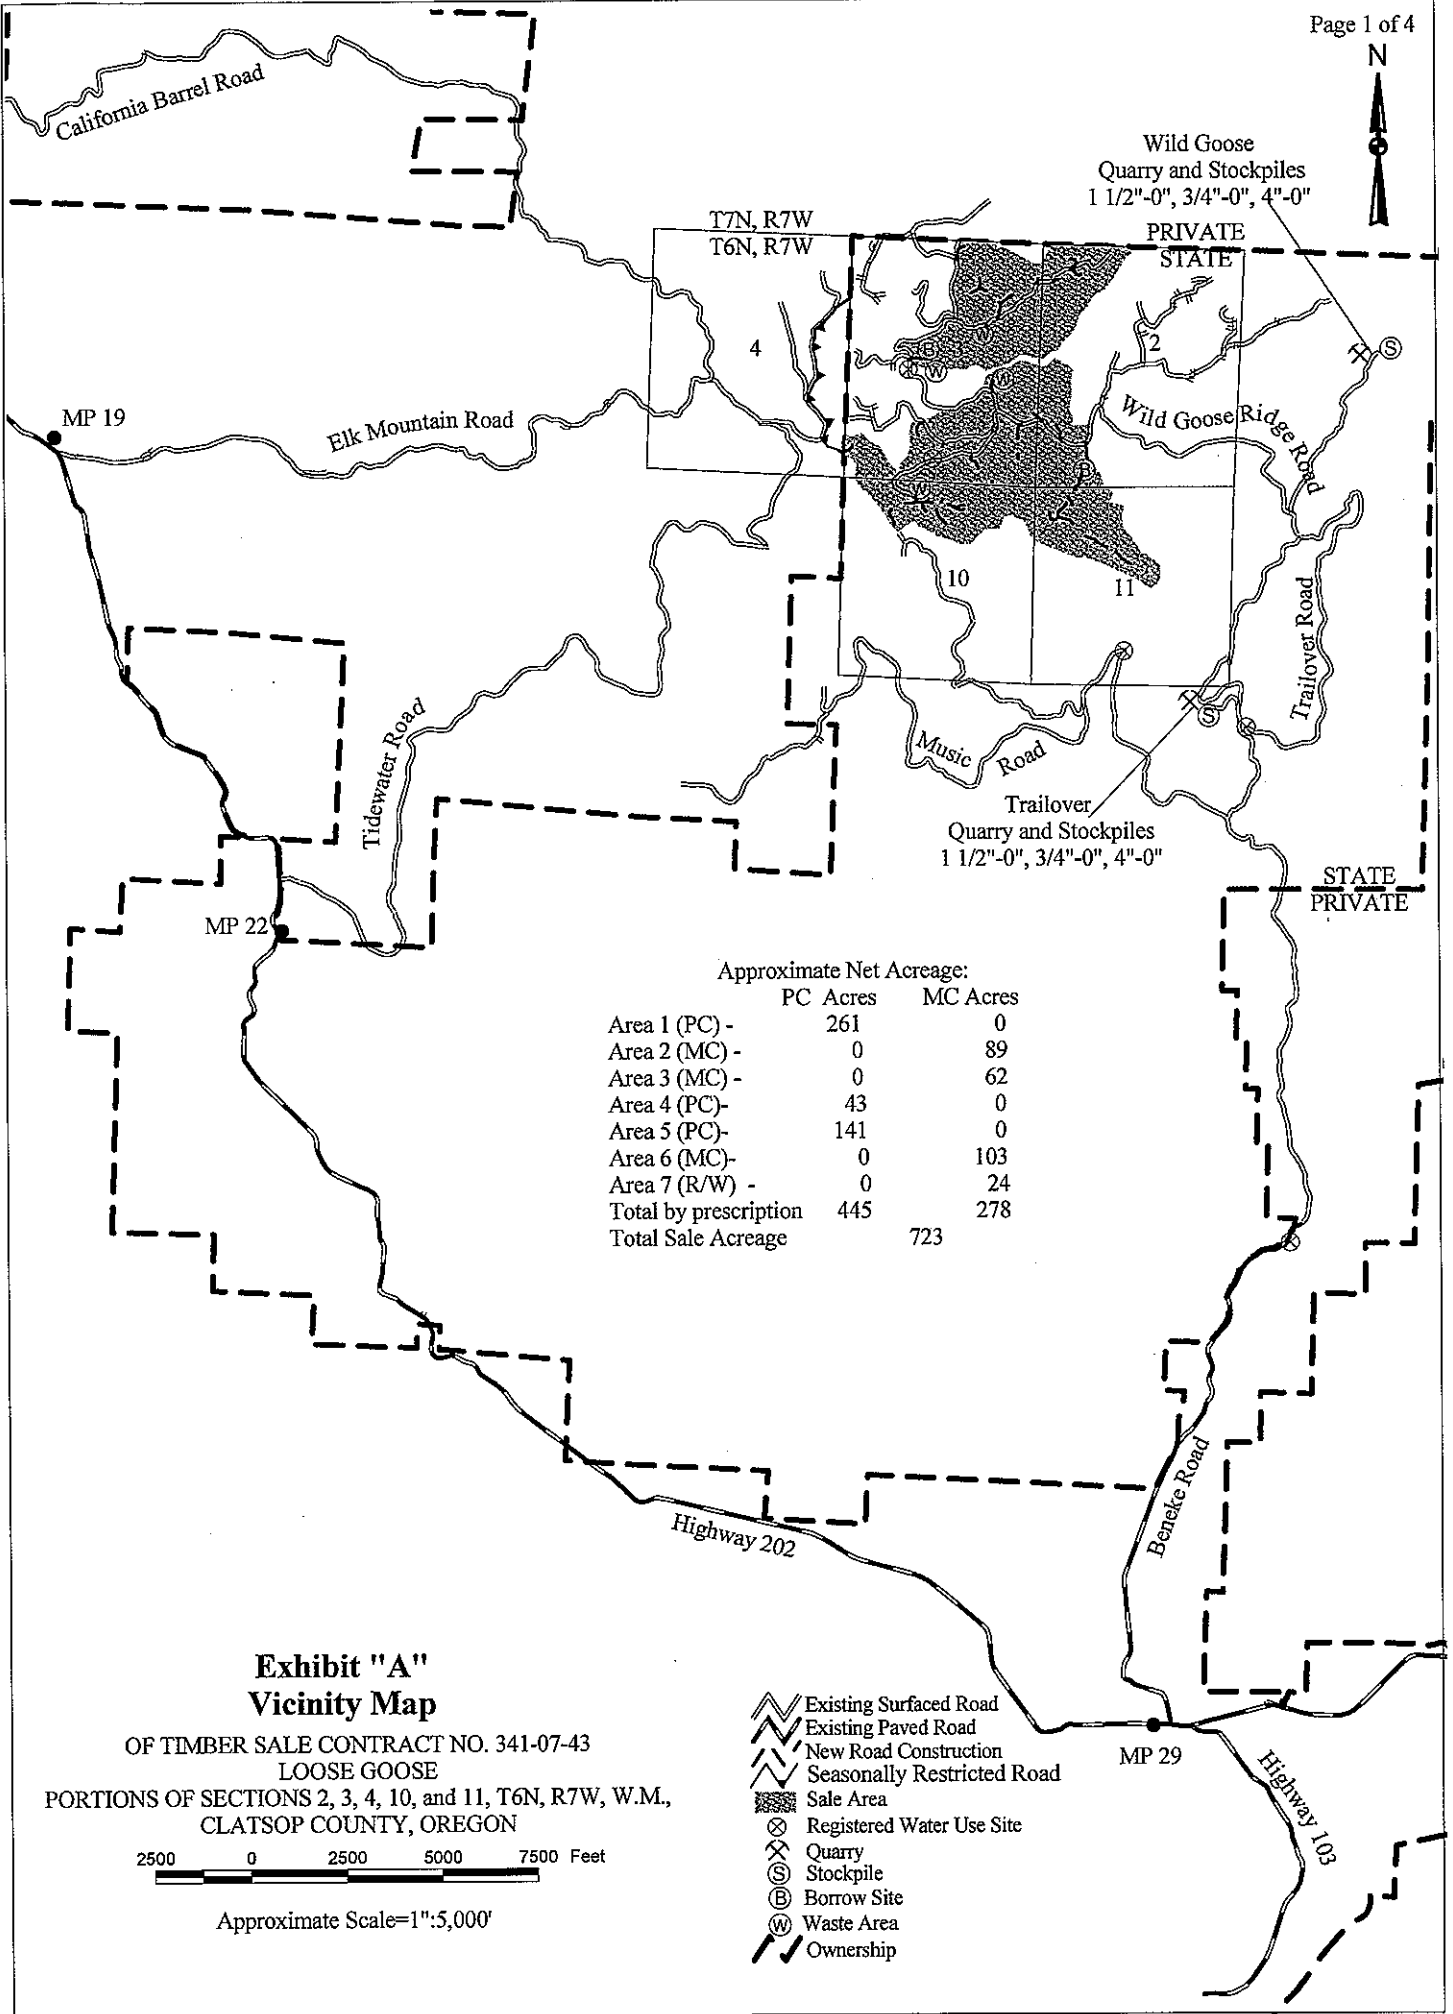 Page 1 of 4
N
California Barrel Road
Wild Goose
Quarry and Stockpiles
1 1/2"-0", 3/4"-0", 4"-0"
T7N, R7W
T6N, R7W
PRIVATE
STATE
4
2
B
W
W
W
S
MP 19
Elk Mountain Road
Wild Goose Ridge Road
B
W
10
11
Trailover Road
Tidewater Road
Music Road
S
Trailover
Quarry and Stockpiles
1 1/2"-0", 3/4"-0", 4"-0"
STATE
PRIVATE
MP 22
Approximate Net Acreage:
PC Acres MC Acres
Area 1 (PC) - 261 0
Area 2 (MC) - 0 89
Area 3 (MC) - 0 62
Area 4 (PC)- 43 0
Area 5 (PC)- 141 0
Area 6 (MC)- 0 103
Area 7 (R/W) - 0 24
Total by prescription 445 278
Total Sale Acreage 723
Beneke Road
Highway 202
MP 29
Highway 103
Exhibit "A"
Vicinity Map
OF TIMBER SALE CONTRACT NO. 341-07-43
LOOSE GOOSE
PORTIONS OF SECTIONS 2, 3, 4, 10, and 11, T6N, R7W, W.M.,
CLATSOP COUNTY, OREGON
2500 0 2500 5000 7500 Feet
Approximate Scale=1":5,000'
Existing Surfaced Road
Existing Paved Road
New Road Construction
Seasonally Restricted Road
Sale Area
Registered Water Use Site
Quarry
S Stockpile
B Borrow Site
W Waste Area
Ownership